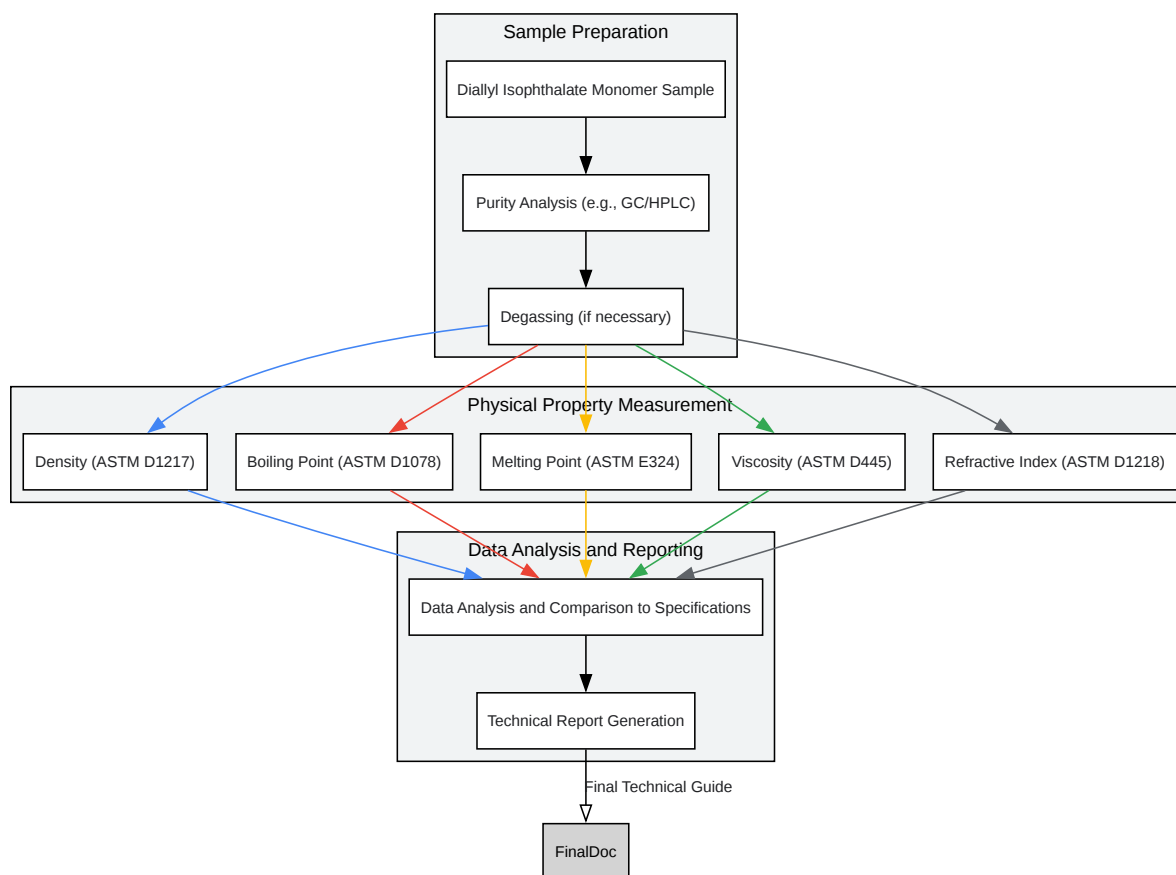 Sample Preparation
Diallyl Isophthalate Monomer Sample
Purity Analysis (e.g., GC/HPLC)
Degassing (if necessary)
Physical Property Measurement
Density (ASTM D1217)
Boiling Point (ASTM D1078)
Melting Point (ASTM E324)
Viscosity (ASTM D445)
Refractive Index (ASTM D1218)
Data Analysis and Reporting
Data Analysis and Comparison to Specifications
Technical Report Generation
Final Technical Guide
FinalDoc